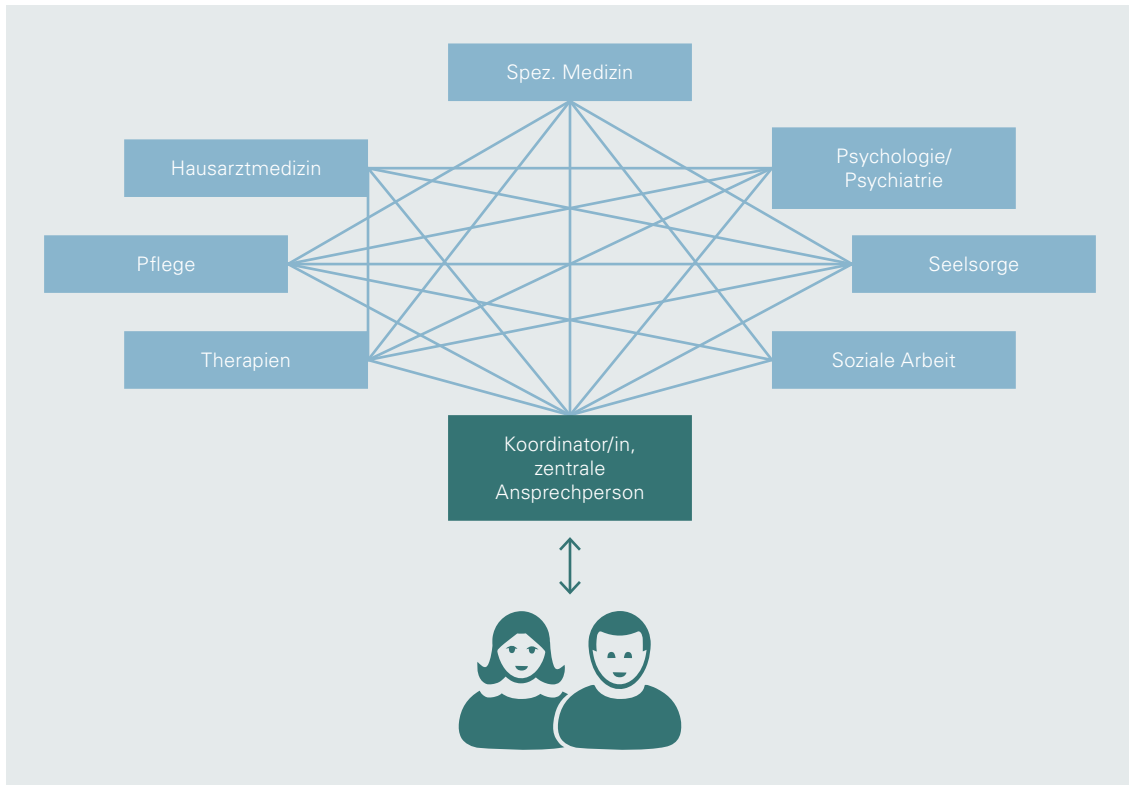 Spez. Medizin
Hausarztmedizin
Psychologie/
Psychiatrie
Pflege
Seelsorge
Therapien
Soziale Arbeit
Koordinator/in,
zentrale
Ansprechperson